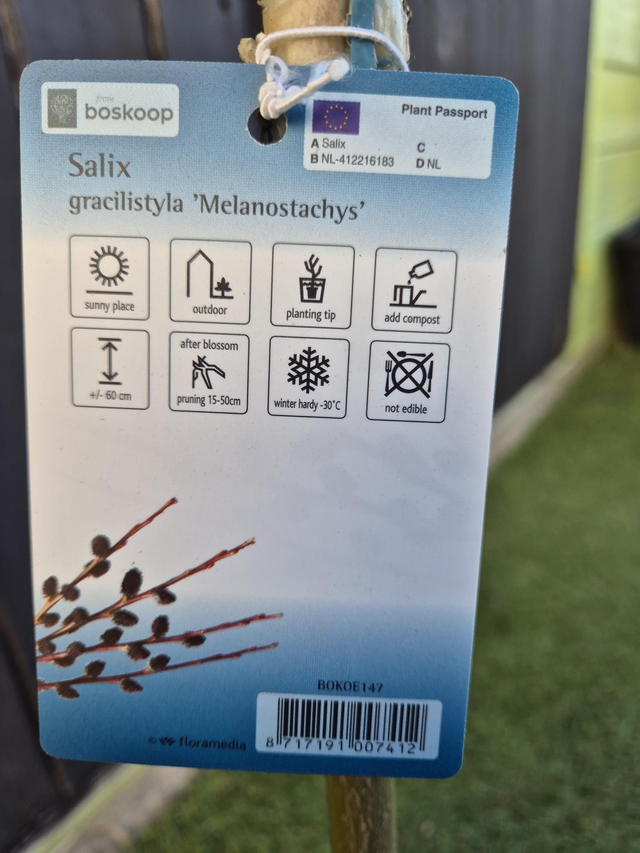 from
boskoop
Plant Passport
A Salix
C
B NL-412216183
D NL
Salix
gracilistyla 'Melanostachys'
sunny place
outdoor
planting tip
add compost
+/- 60 cm
after blossom
pruning 15-50cm
winter hardy -30°C
not edible
BOKOE147
8 717191 007412
© floramedia